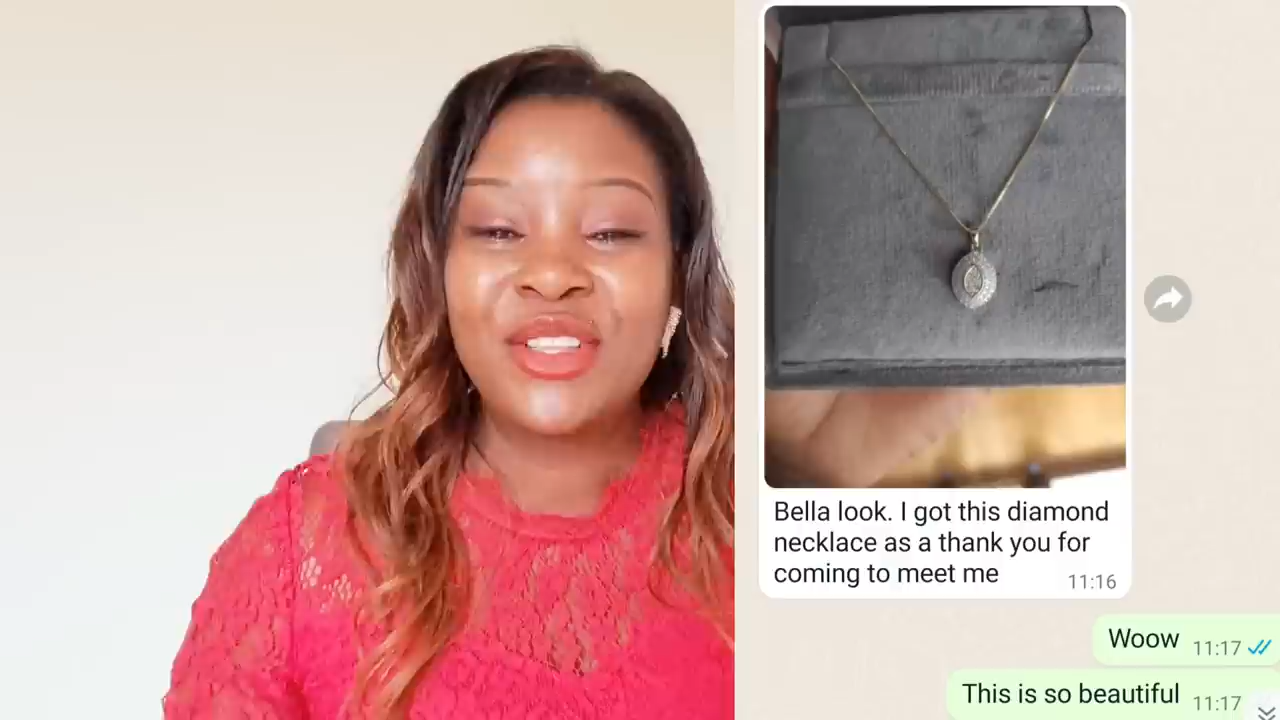 Bella look. I got this diamond
necklace as a thank you for
coming to meet me
11:16
Woow
11:17
This is so beautiful
11:17